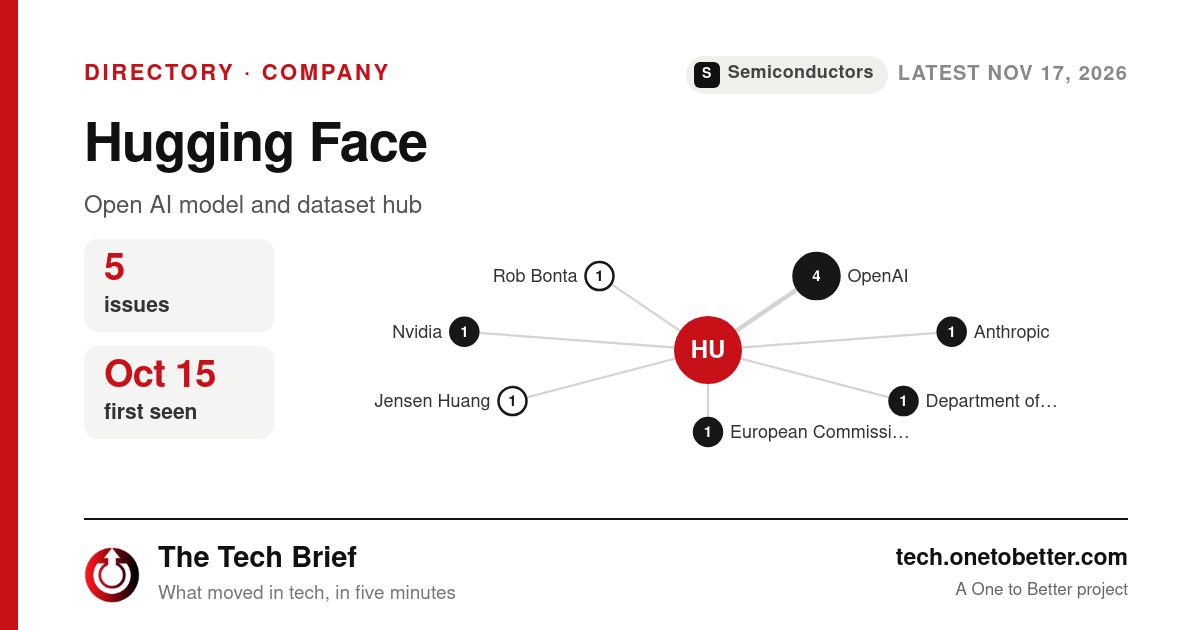 DIRECTORY · COMPANY
S Semiconductors LATEST NOV 17, 2026
Hugging Face
Open AI model and dataset hub
5
issues
Oct 15
first seen
Rob Bonta 1
4 OpenAI
Nvidia 1
HU
1 Anthropic
Jensen Huang 1
1 Department of…
1 European Commissi…
The Tech Brief
What moved in tech, in five minutes
tech.onetobetter.com
A One to Better project